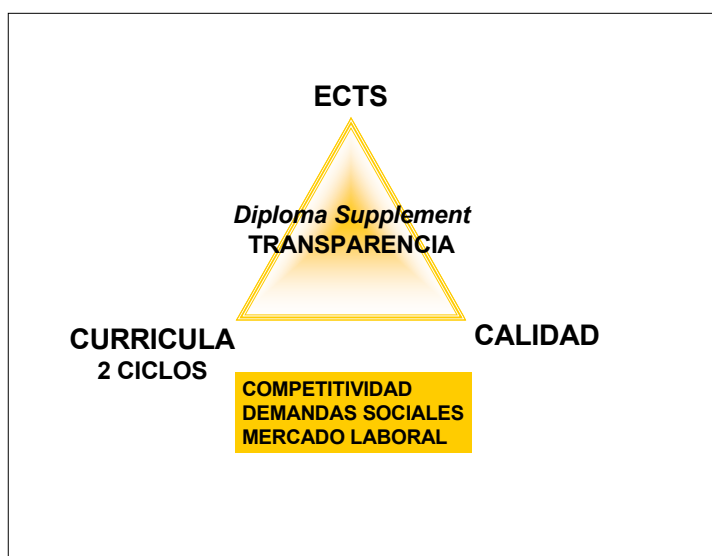 ECTS
Diploma Supplement
TRANSPARENCIA
CURRICULA
2 CICLOS
CALIDAD
COMPETITIVIDAD
DEMANDAS SOCIALES
MERCADO LABORAL